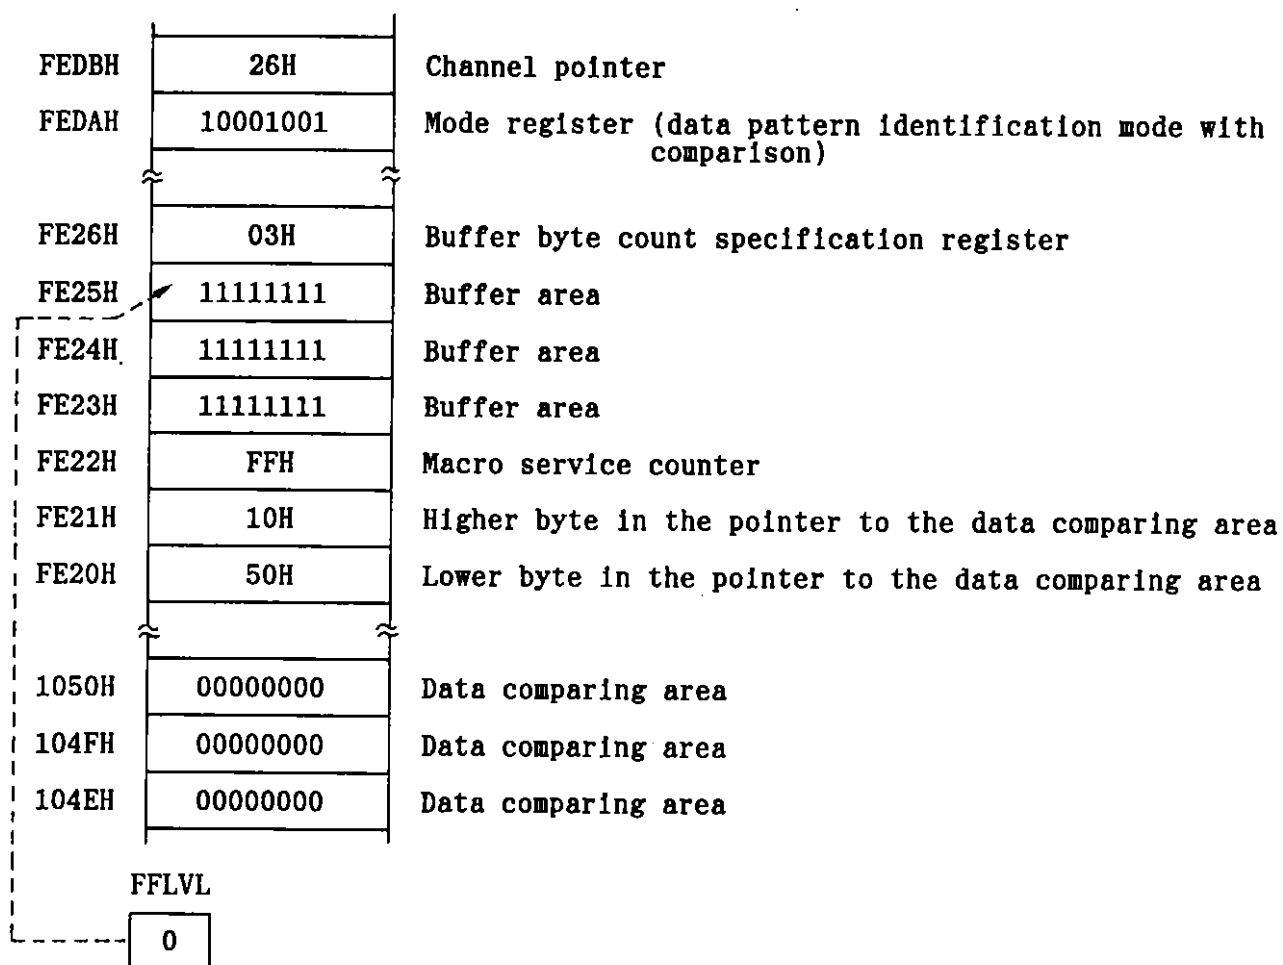 FEDBH 26H Channel pointer
FEDAH 10001001 Mode register (data pattern identification mode with
comparison)
FE26H 03H Buffer byte count specification register
FE25H 11111111 Buffer area
FE24H 11111111 Buffer area
FE23H 11111111 Buffer area
FE22H FFH Macro service counter
FE21H 10H Higher byte in the pointer to the data comparing area
FE20H 50H Lower byte in the pointer to the data comparing area
1050H 00000000 Data comparing area
104FH 00000000 Data comparing area
104EH 00000000 Data comparing area
FFLVL
0